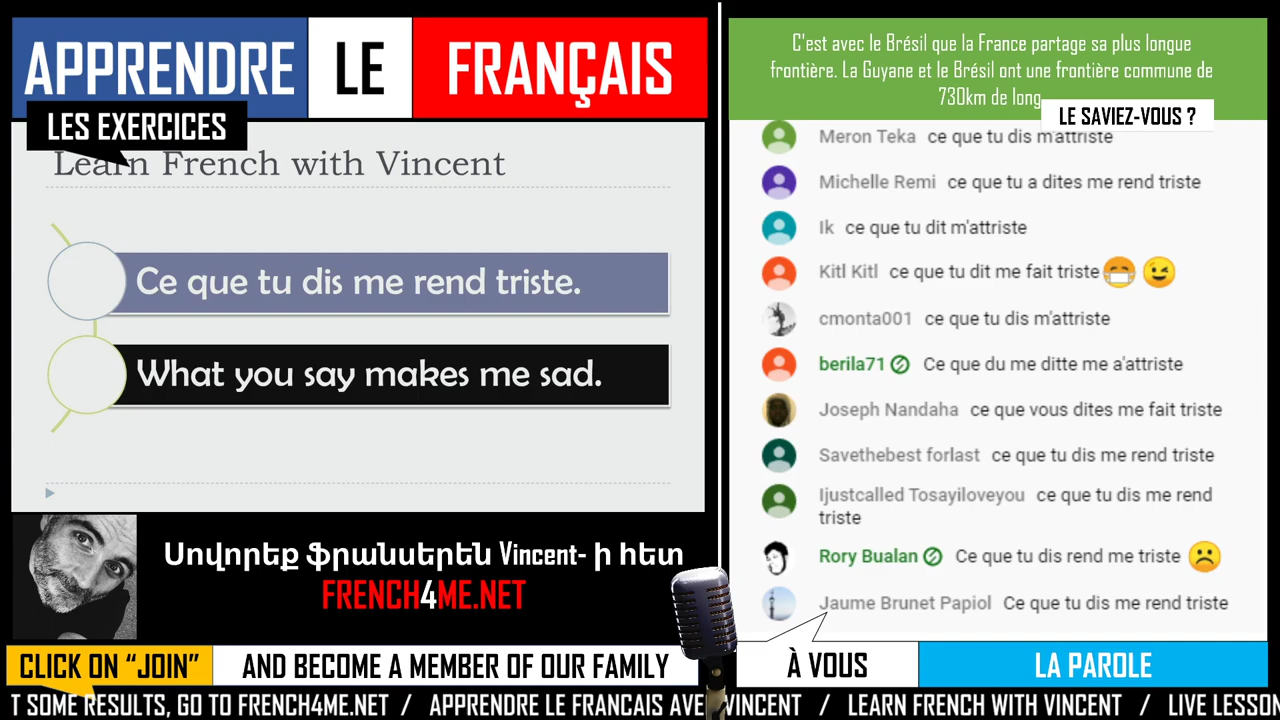 APPRENDRE LE FRANÇAIS
LES EXERCICES
Learn French with Vincent
Ce que tu dis me rend triste.
What you say makes me sad.
Սովորեք ֆրանսերեն Vincent- ի հետ
FRENCH4ME.NET
CLICK ON “JOIN” AND BECOME A MEMBER OF OUR FAMILY
C'est avec le Brésil que la France partage sa plus longue
frontière. La Guyane et le Brésil ont une frontière commune de
730km de long
LE SAVIEZ-VOUS ?
Meron Teka ce que tu dis m'attriste
Michelle Remi ce que tu a dites me rend triste
Ik ce que tu dit m'attriste
Kitl Kitl ce que tu dit me fait triste😷😉
cmonta001 ce que tu dis m'attriste
berila71 Ce que du me ditte me a'attriste
Joseph Nandaha ce que vous dites me fait triste
Savethebest forlast ce que tu dis me rend triste
Ijustcalled Tosayiloveyou ce que tu dis me rend
triste
Rory Bualan Ce que tu dis rend me triste ☹️
Jaume Brunet Papiol Ce que tu dis me rend triste
À VOUS LA PAROLE
T SOME RESULTS, GO TO FRENCH4ME.NET / APPRENDRE LE FRANCAIS AVE VINCENT / LEARN FRENCH WITH VINCENT / LIVE LESSON